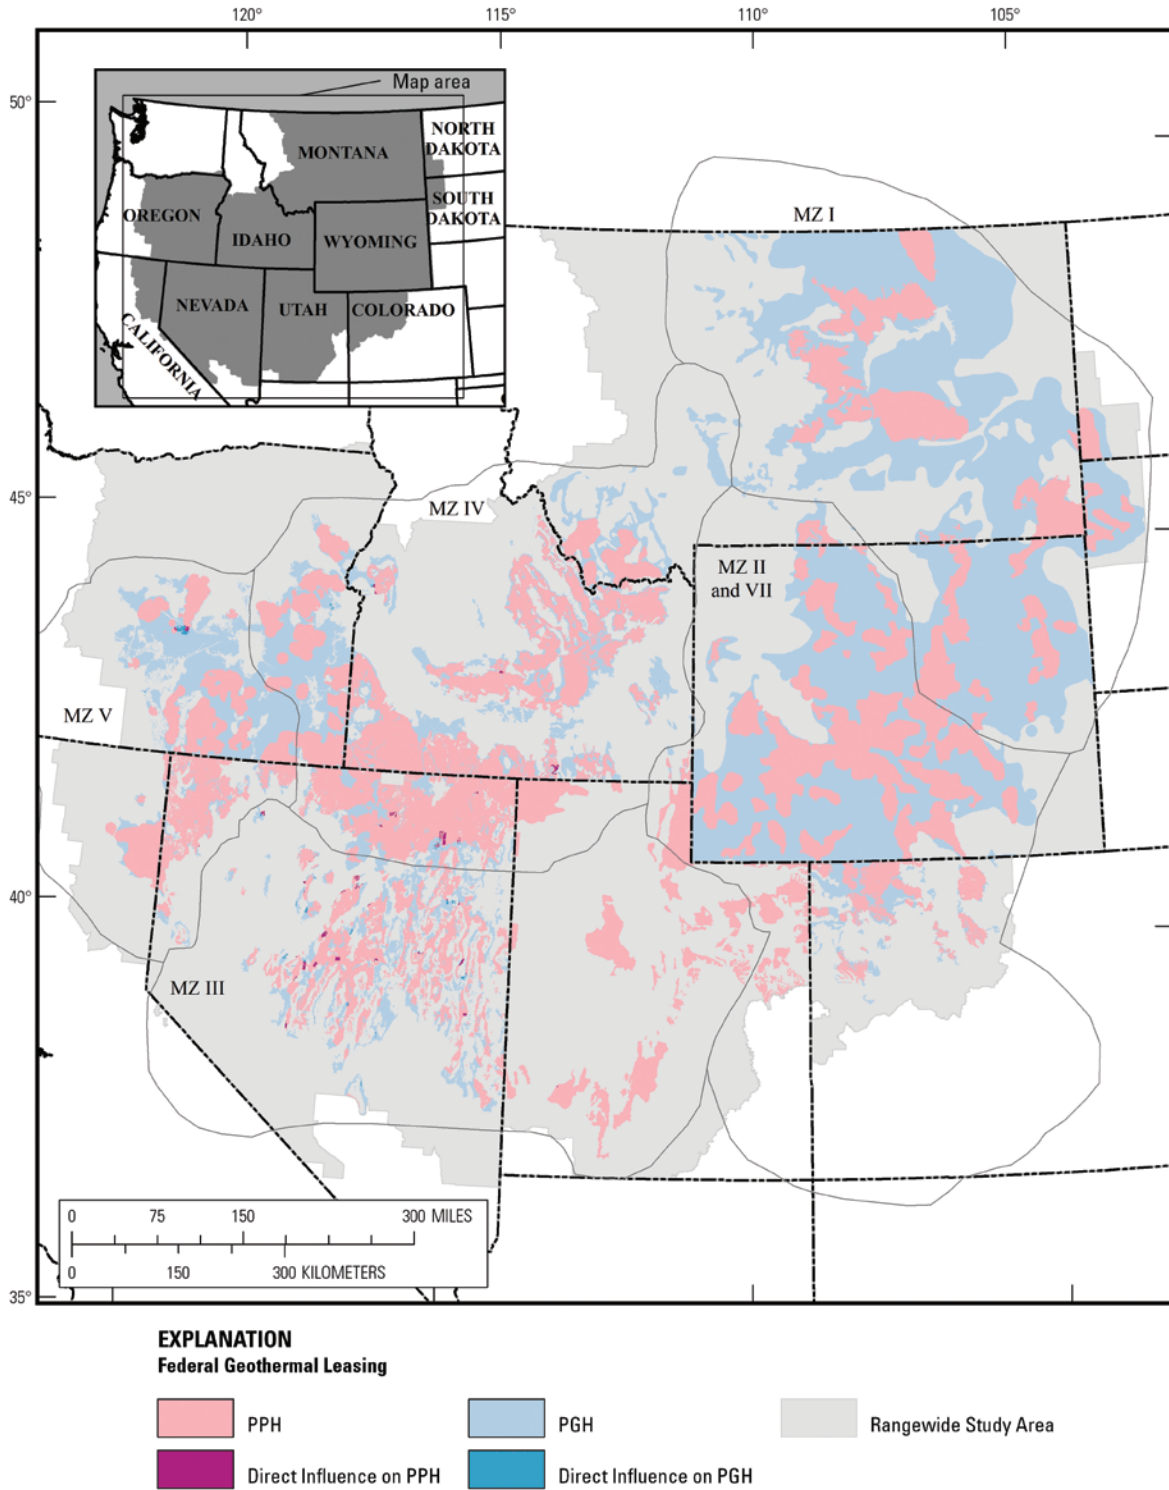 120° 115° 110° 105°
50°
Map area
NORTH
DAKOTA
MONTANA
SOUTH
DAKOTA
OREGON
IDAHO
WYOMING
NEVADA
UTAH
COLORADO
CALIFORNIA
MZ I
45°
MZ IV
MZ II
and VII
MZ V
40°
MZ III
0 75 150 300 MILES
0 150 300 KILOMETERS
35°
EXPLANATION
Federal Geothermal Leasing
PPH PGH Rangewide Study Area
Direct Influence on PPH Direct Influence on PGH